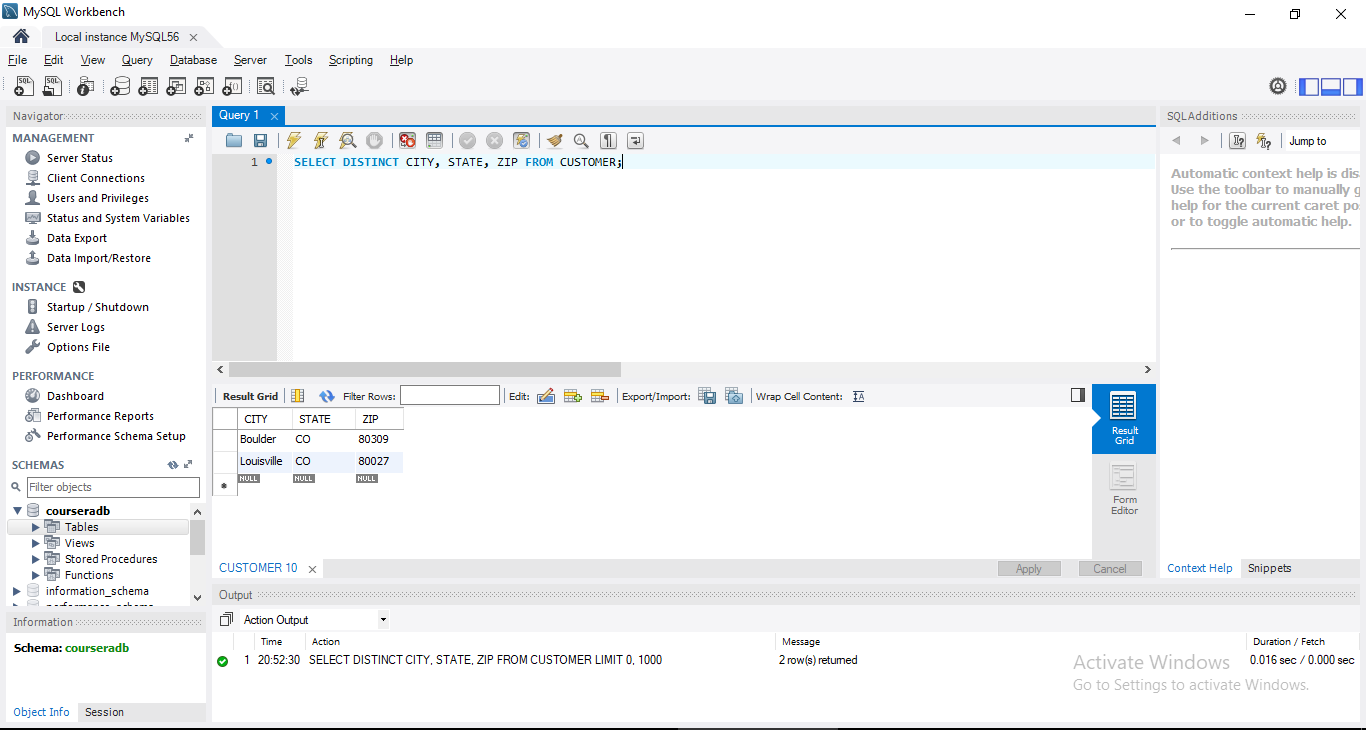 MySQL Workbench
Local instance MySQL56
File Edit View Query Database Server Tools Scripting Help
Navigator
MANAGEMENT
Server Status
Client Connections
Users and Privileges
Status and System Variables
Data Export
Data Import/Restore
INSTANCE
Startup / Shutdown
Server Logs
Options File
PERFORMANCE
Dashboard
Performance Reports
Performance Schema Setup
SCHEMAS
Filter objects
courseradb
Tables
Views
Stored Procedures
Functions
information_schema
Information
Schema: courseradb
Object Info Session
Query 1
1 SELECT DISTINCT CITY, STATE, ZIP FROM CUSTOMER;
Result Grid Filter Rows: Edit: Export/Import: Wrap Cell Content:
CITY STATE ZIP
Boulder CO 80309
Louisville CO 80027
NULL NULL NULL
Result
Grid
Form
Editor
CUSTOMER 10 Apply Cancel
SQLAdditions
Jump to
Automatic context help is dis
Use the toolbar to manually g
help for the current caret po
or to toggle automatic help.
Context Help Snippets
Output
Action Output
Time Action Message Duration / Fetch
1 20:52:30 SELECT DISTINCT CITY, STATE, ZIP FROM CUSTOMER LIMIT 0, 1000 2 row(s) returned 0.016 sec / 0.000 sec
Activate Windows
Go to Settings to activate Windows.